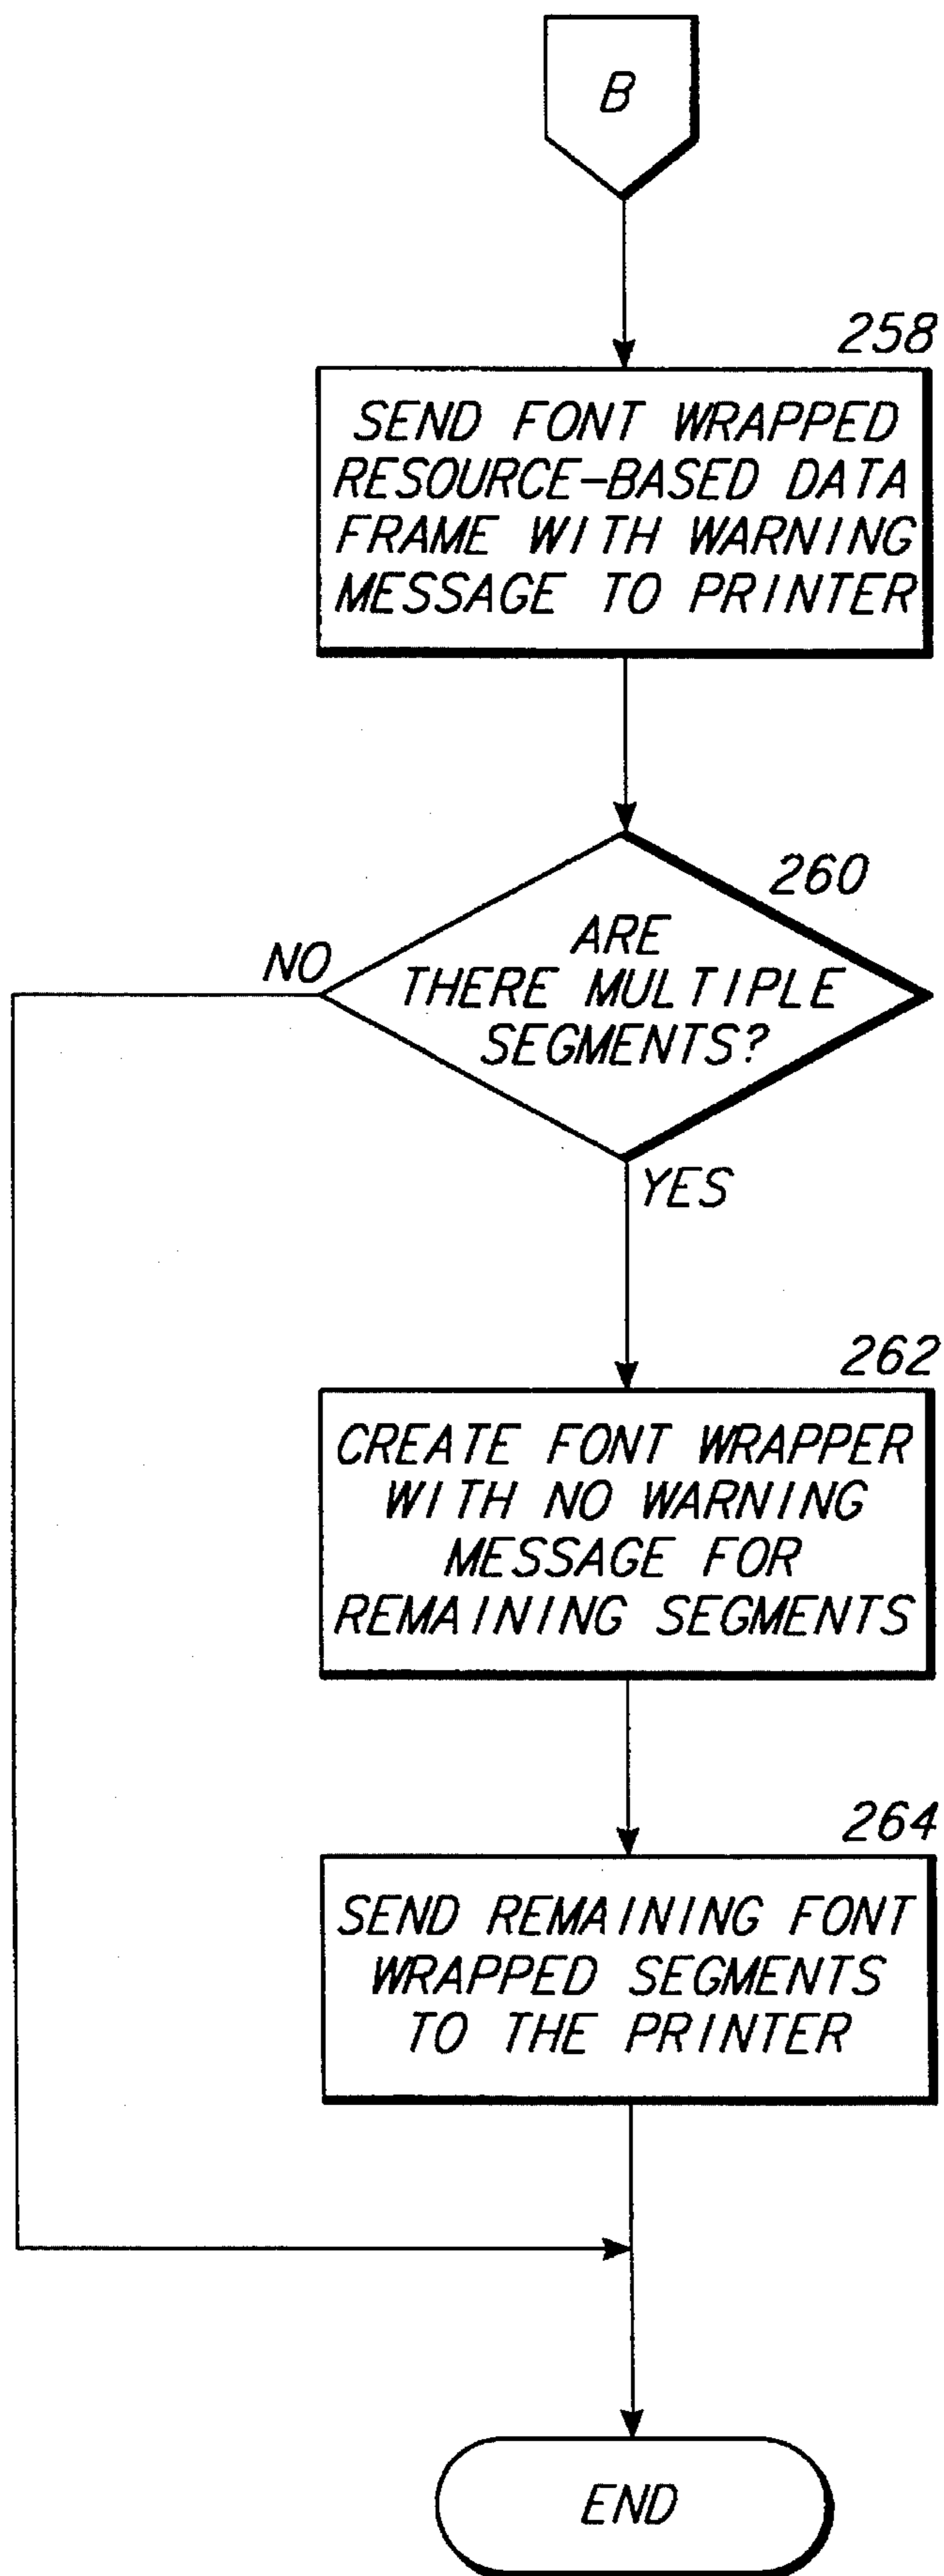 B
258
SEND FONT WRAPPED
RESOURCE-BASED DATA
FRAME WITH WARNING
MESSAGE TO PRINTER
260
NO
ARE
THERE MULTIPLE
SEGMENTS?
YES
262
CREATE FONT WRAPPER
WITH NO WARNING
MESSAGE FOR
REMAINING SEGMENTS
264
SEND REMAINING FONT
WRAPPED SEGMENTS
TO THE PRINTER
END